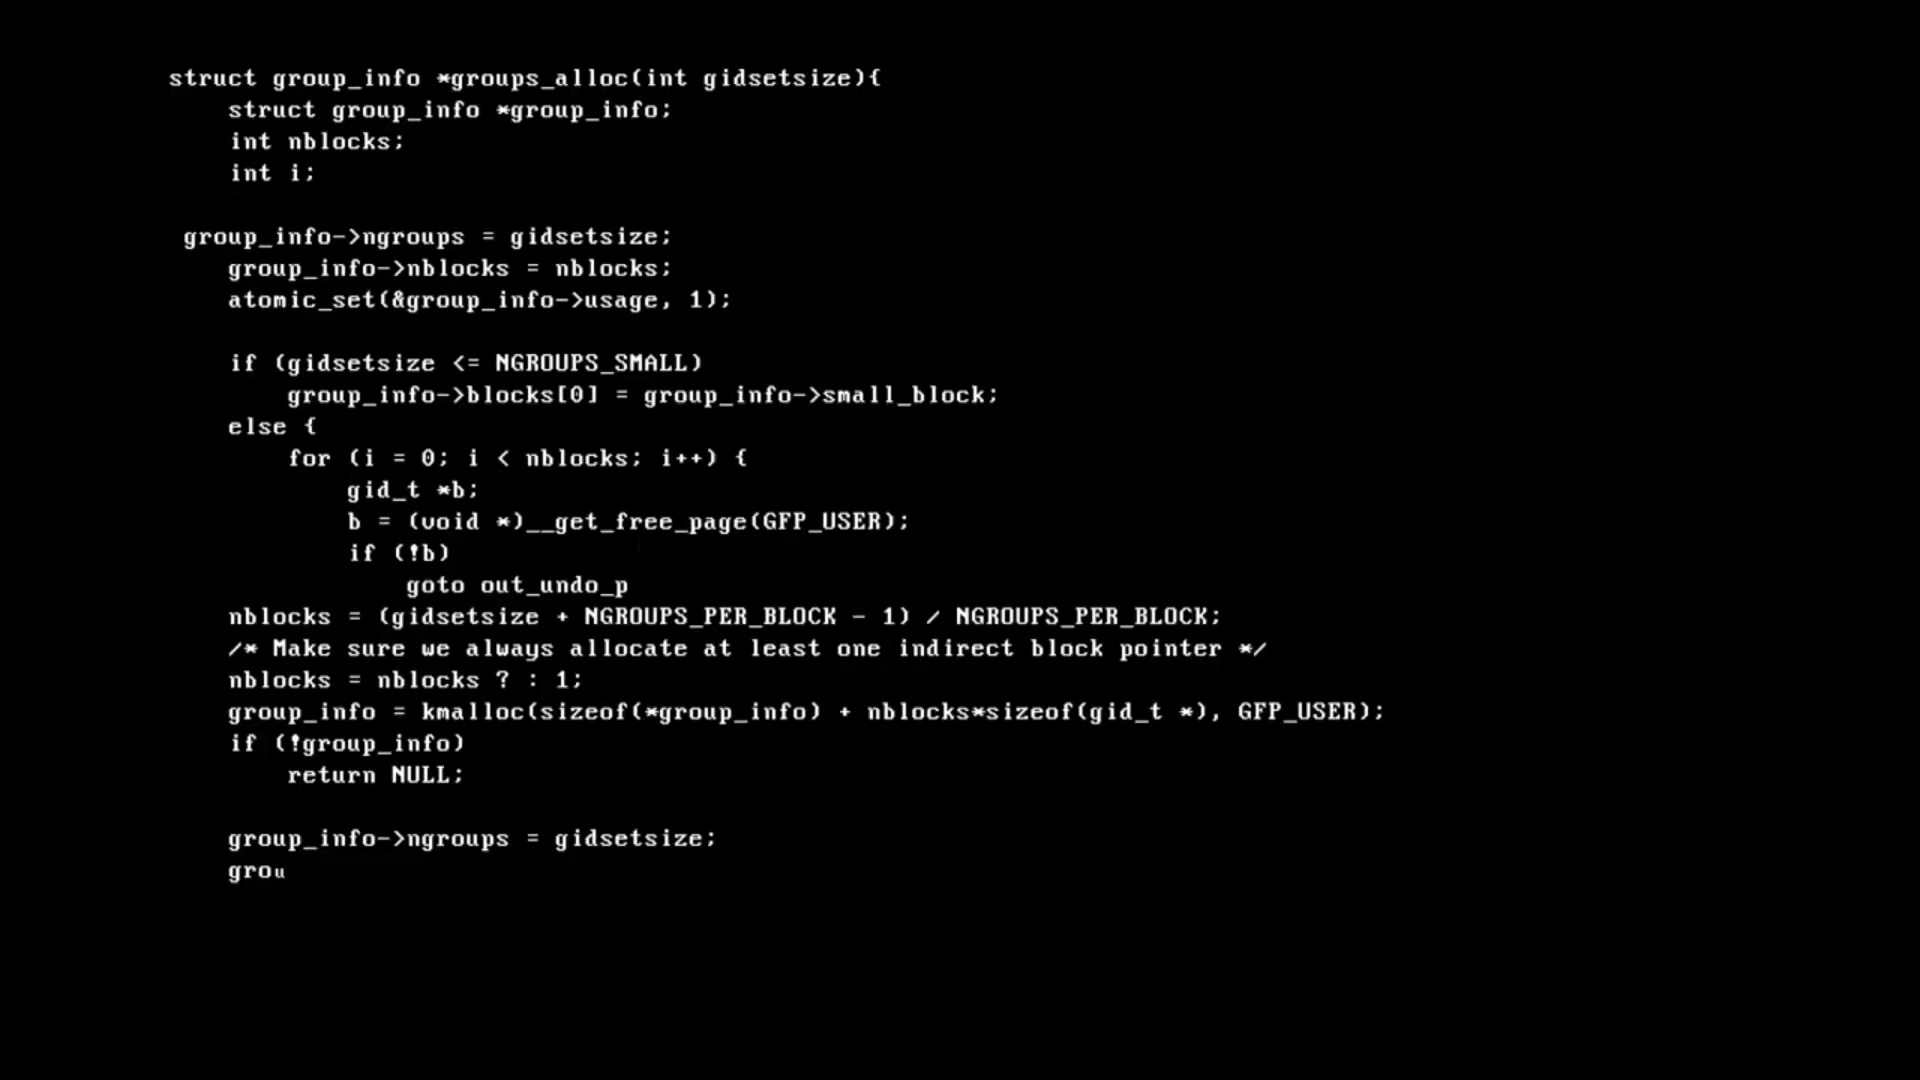 struct group_info *groups_alloc(int gidsetsize){
    struct group_info *group_info;
    int nblocks;
    int i;

 group_info->ngroups = gidsetsize;
    group_info->nblocks = nblocks;
    atomic_set(&group_info->usage, 1);

    if (gidsetsize <= NGROUPS_SMALL)
        group_info->blocks[0] = group_info->small_block;
    else {
        for (i = 0; i < nblocks; i++) {
            gid_t *b;
            b = (void *)__get_free_page(GFP_USER);
            if (!b)
                goto out_undo_p
    nblocks = (gidsetsize + NGROUPS_PER_BLOCK - 1) / NGROUPS_PER_BLOCK;
    /* Make sure we always allocate at least one indirect block pointer */
    nblocks = nblocks ? : 1;
    group_info = kmalloc(sizeof(*group_info) + nblocks*sizeof(gid_t *), GFP_USER);
    if (!group_info)
        return NULL;

    group_info->ngroups = gidsetsize;
    grou